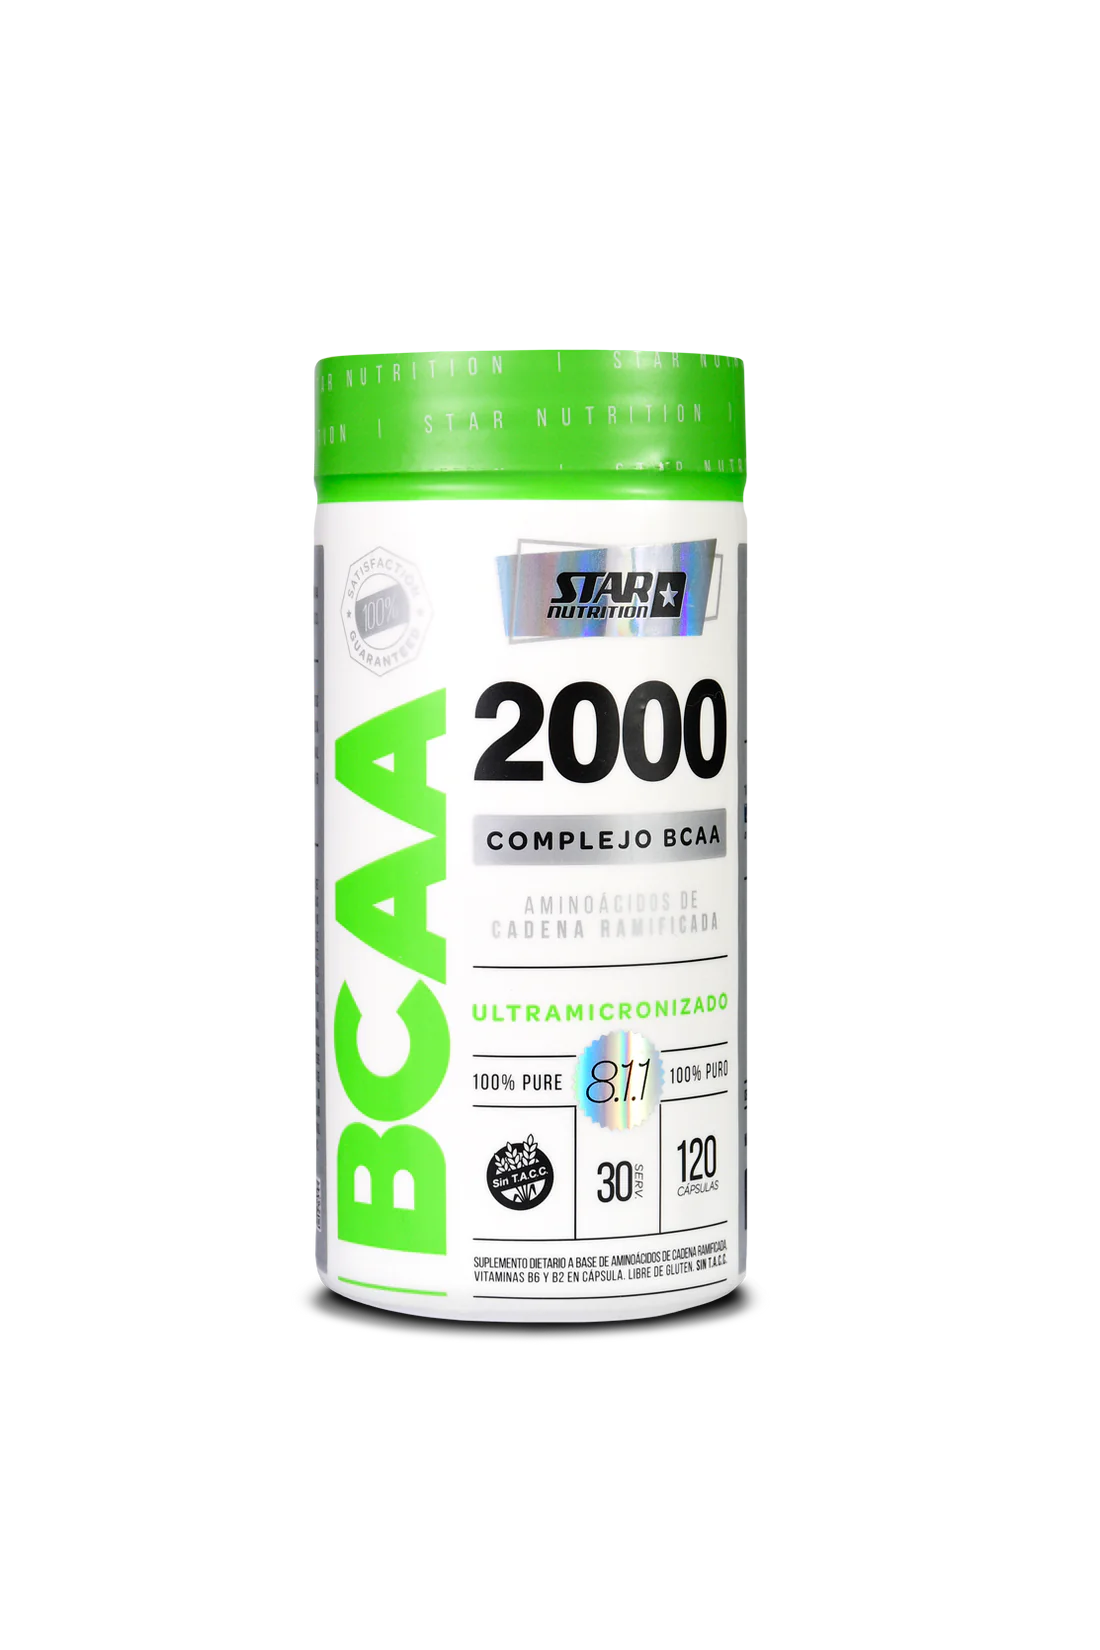 NUTRITION | STAR
| STAR NUTRITION |
SATISFACTION
100%
GUARANTEED
STAR
NUTRITION
BCAA
2000
COMPLEJO BCAA
AMINOÁCIDOS DE
CADENA RAMIFICADA
ULTRAMICRONIZADO
100% PURE
8.1.1
100% PURO
Sin T.A.C.C.
30 SERV.
120
CÁPSULAS
SUPLEMENTO DIETARIO A BASE DE AMINOÁCIDOS DE CADENA RAMIFICADA,
VITAMINAS B6 Y B2 EN CÁPSULA. LIBRE DE GLUTEN. SIN T.A.C.C.